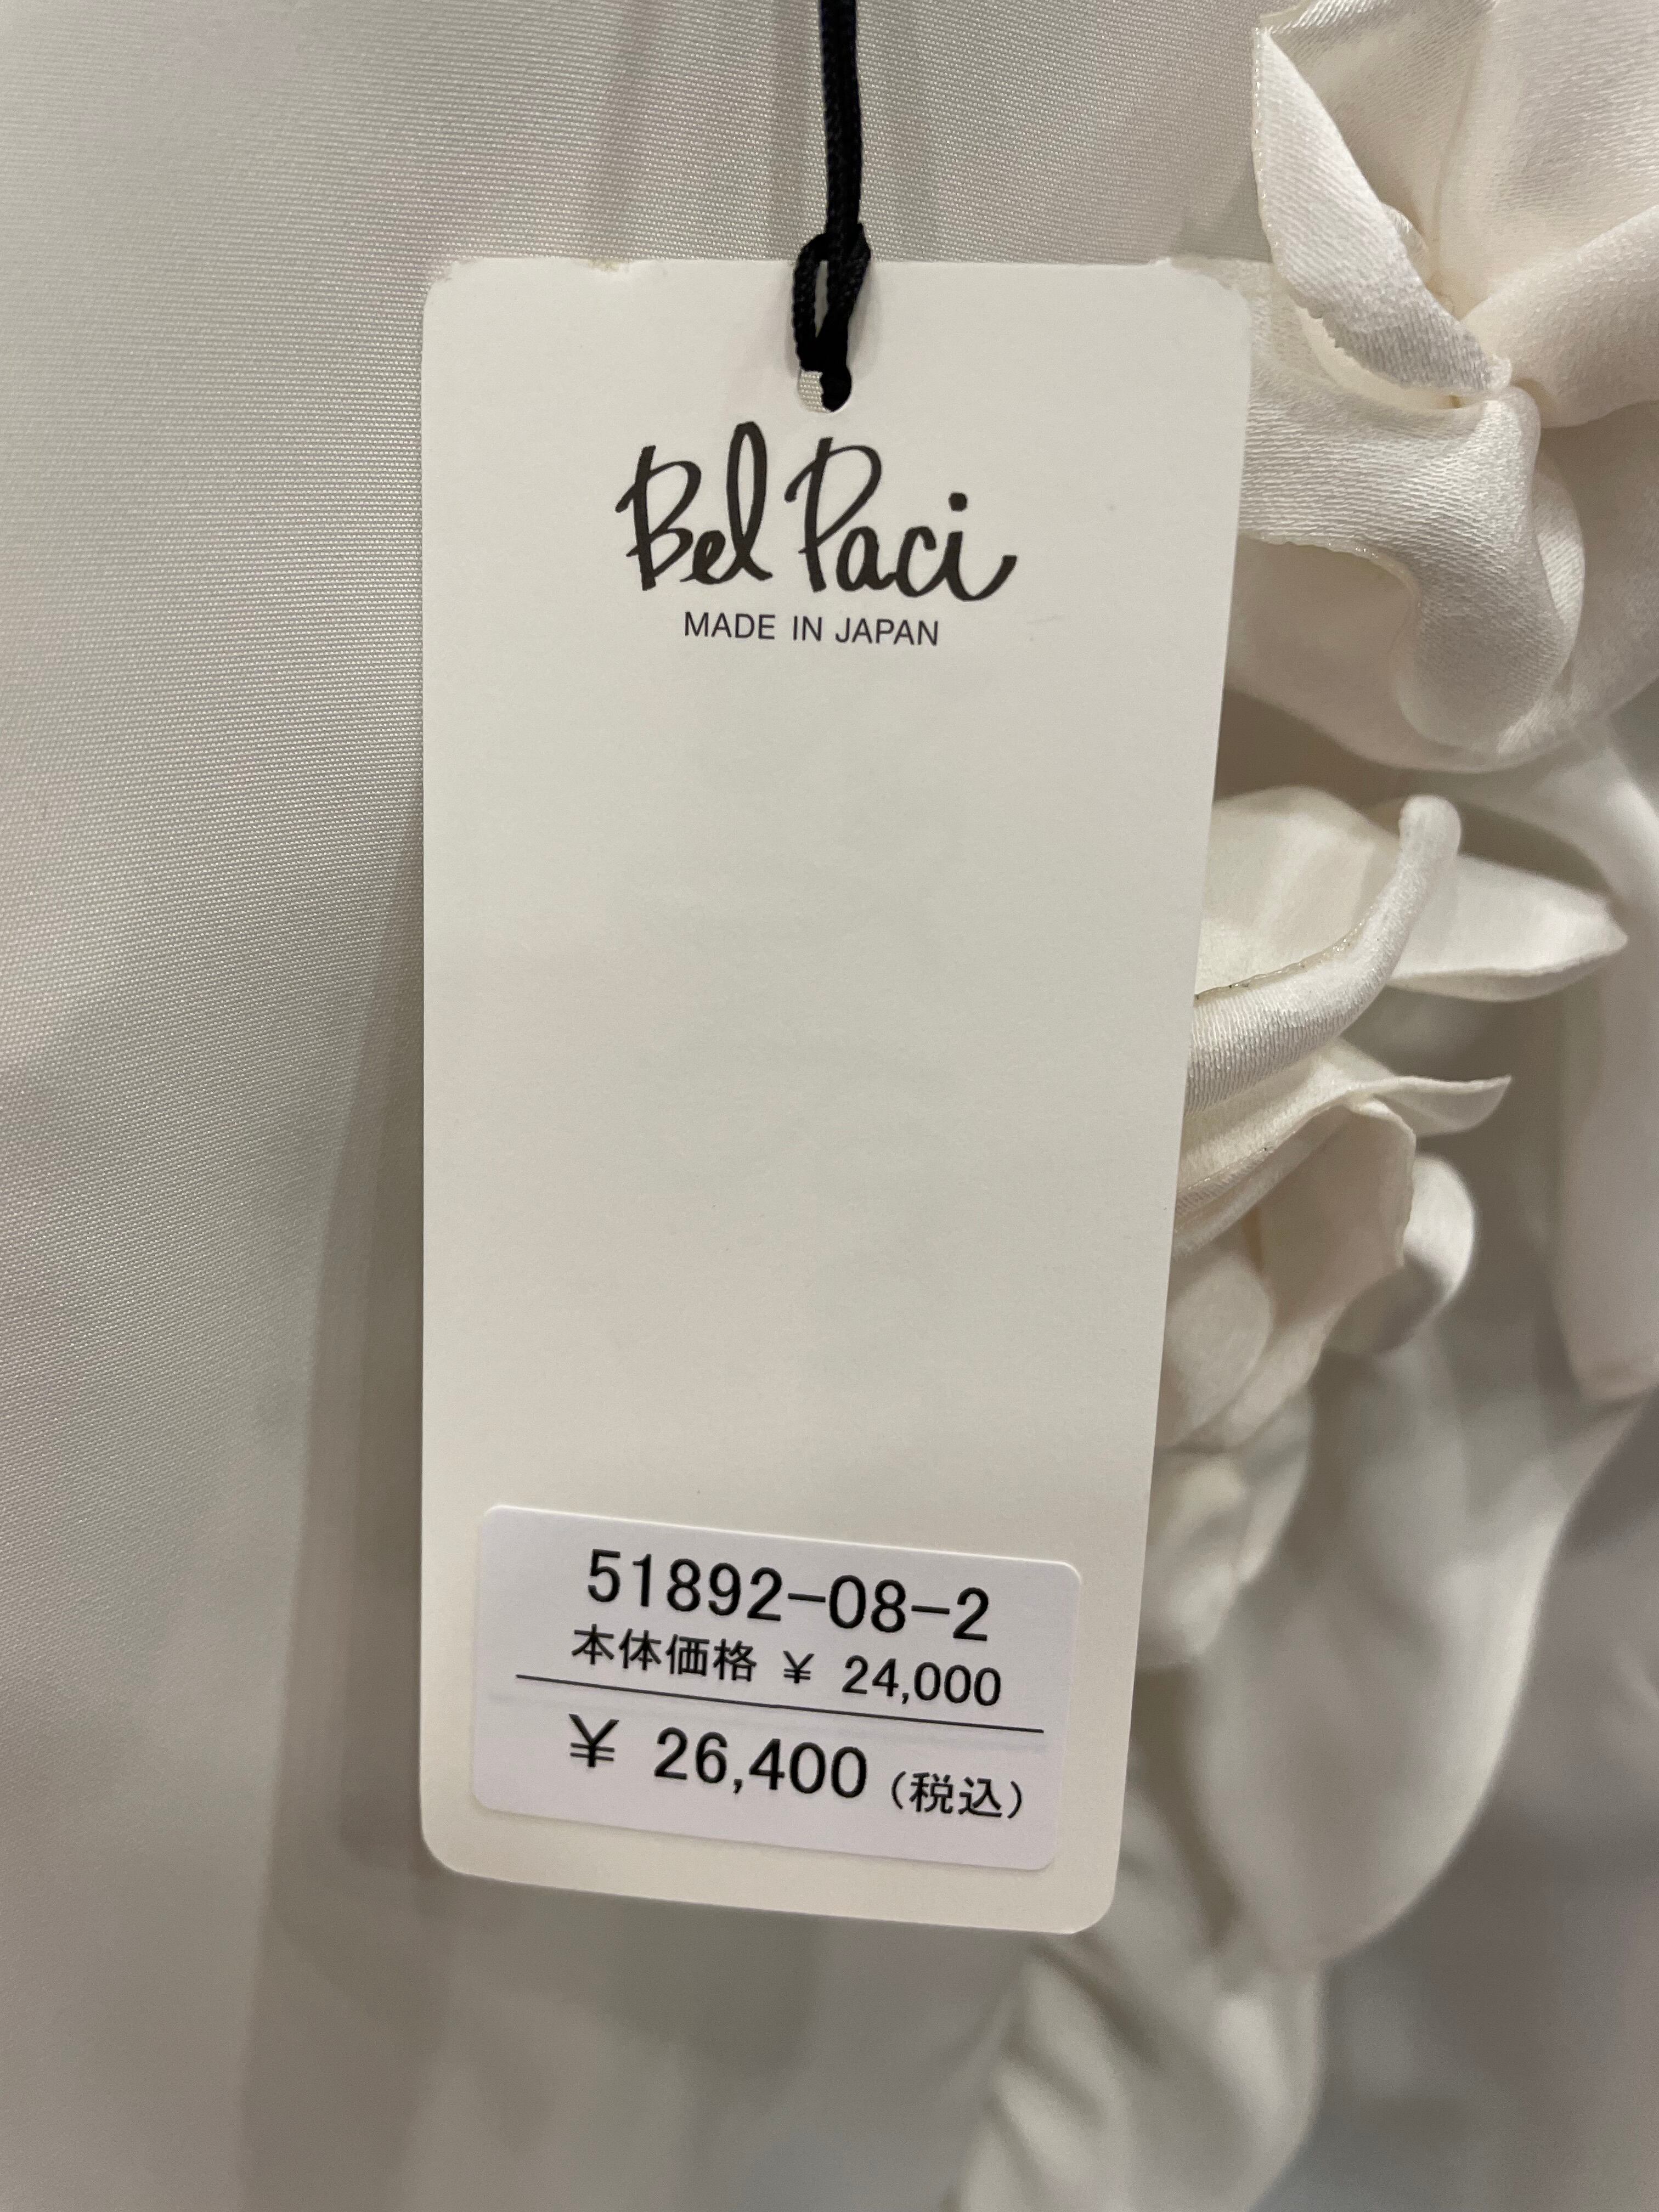 Bel Paci
MADE IN JAPAN
51892-08-2
本体価格 ¥ 24,000
¥ 26,400 (税込)